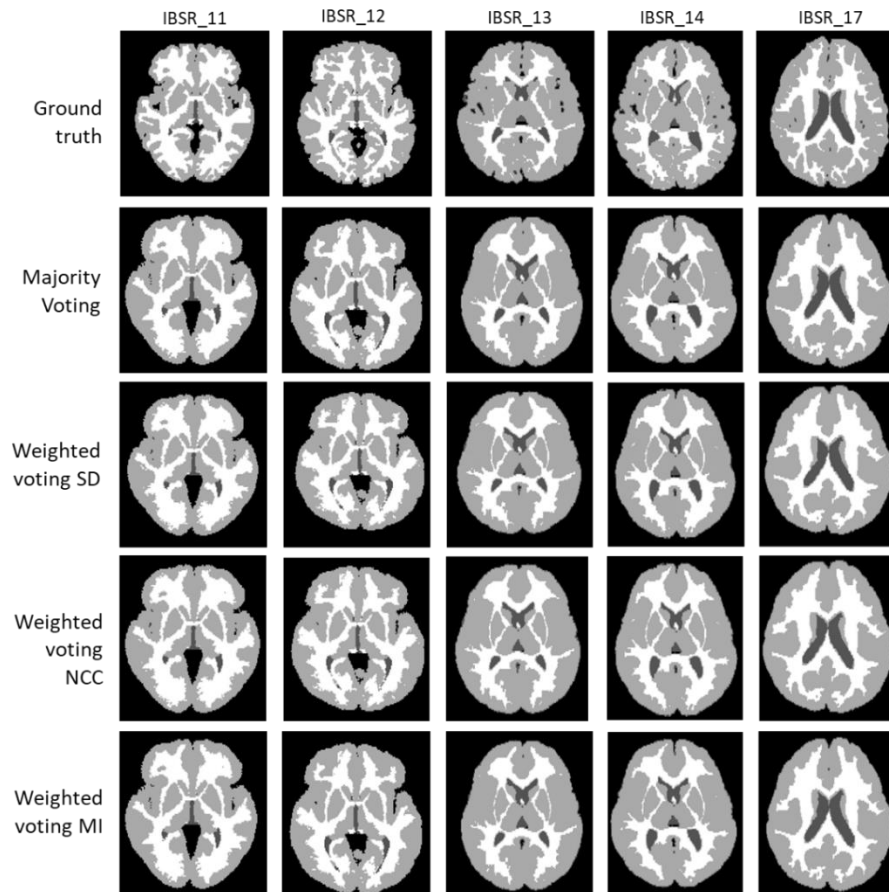 IBSR_11 IBSR_12 IBSR_13 IBSR_14 IBSR_17
Ground
truth
Majority
Voting
Weighted
voting SD
Weighted
voting
NCC
Weighted
voting MI